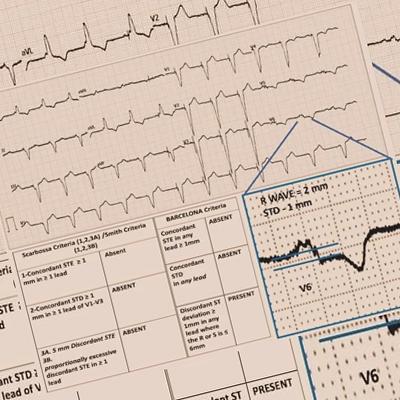 aVL
V2
R WAVE = 2 mm
STD - 1 mm
V6
Scarbossa Criteria (1,2,3A) /Smith Criteria (1,2,3B)
BARCELONA Criteria
1-Concordant STE ≥ 1 mm in ≥ 1 lead
Absent
Concordant STE in any lead ≥ 1mm
ABSENT
2-Concordant STD ≥ 1 mm in ≥ 1 lead of V1-V3
ABSENT
Concordant STD in any lead
ABSENT
3A. 5 mm Discordant STE
3B. proportionally excessive discordant STE in ≥ 1 lead
ABSENT
Discordant ST deviation ≥ 1mm in any lead where the R or S is ≤ 6mm
PRESENT
STE
ant STD ≥
lead of V
ABSENT
nt ST
PRESENT
V6